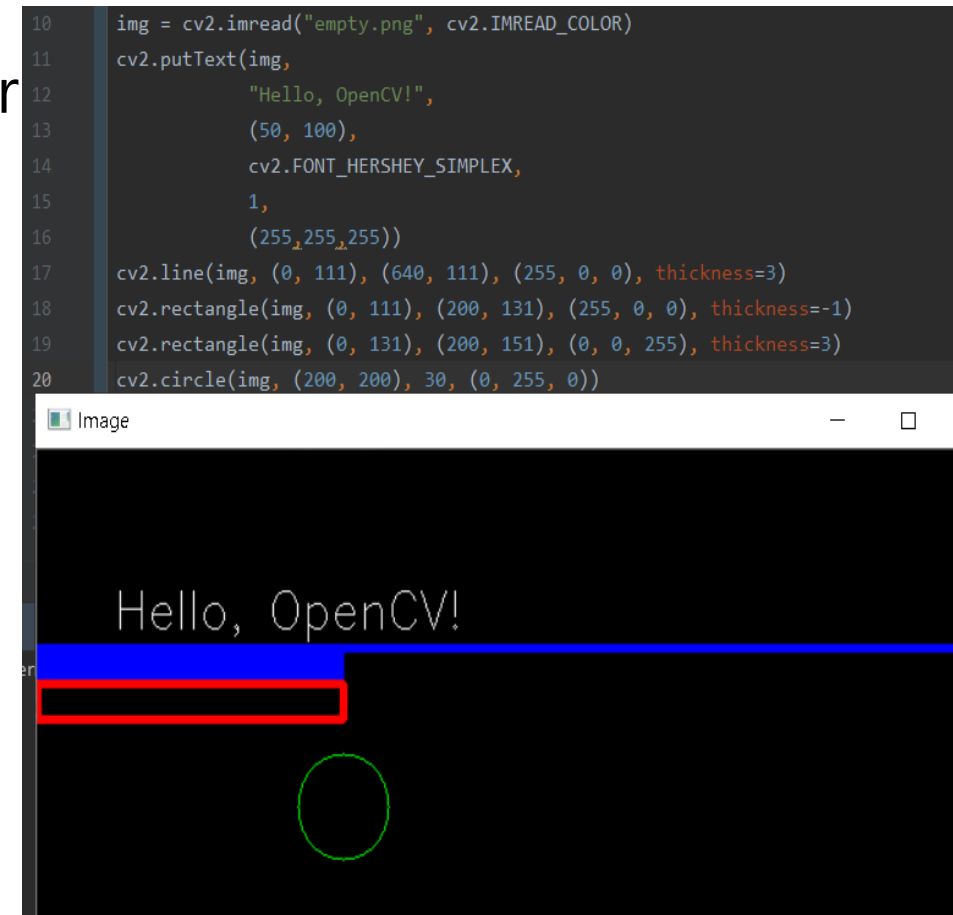 r
10 img = cv2.imread("empty.png", cv2.IMREAD_COLOR)
11 cv2.putText(img,
12 "Hello, OpenCV!",
13 (50, 100),
14 cv2.FONT_HERSHEY_SIMPLEX,
15 1,
16 (255,255,255))
17 cv2.line(img, (0, 111), (640, 111), (255, 0, 0), thickness=3)
18 cv2.rectangle(img, (0, 111), (200, 131), (255, 0, 0), thickness=-1)
19 cv2.rectangle(img, (0, 131), (200, 151), (0, 0, 255), thickness=3)
20 cv2.circle(img, (200, 200), 30, (0, 255, 0))
Image
Hello, OpenCV!
er